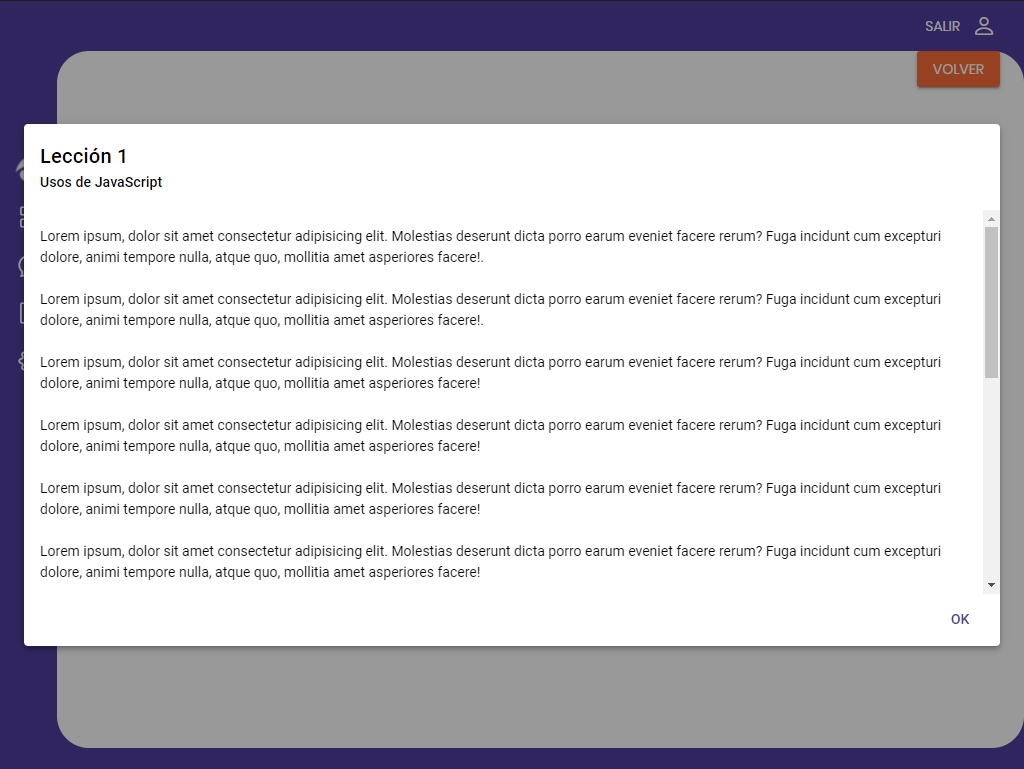 SALIR
VOLVER
Lección 1
Usos de JavaScript
Lorem ipsum, dolor sit amet consectetur adipisicing elit. Molestias deserunt dicta porro earum eveniet facere rerum? Fuga incidunt cum excepturi
dolore, animi tempore nulla, atque quo, mollitia amet asperiores facere!.
Lorem ipsum, dolor sit amet consectetur adipisicing elit. Molestias deserunt dicta porro earum eveniet facere rerum? Fuga incidunt cum excepturi
dolore, animi tempore nulla, atque quo, mollitia amet asperiores facere!.
Lorem ipsum, dolor sit amet consectetur adipisicing elit. Molestias deserunt dicta porro earum eveniet facere rerum? Fuga incidunt cum excepturi
dolore, animi tempore nulla, atque quo, mollitia amet asperiores facere!
Lorem ipsum, dolor sit amet consectetur adipisicing elit. Molestias deserunt dicta porro earum eveniet facere rerum? Fuga incidunt cum excepturi
dolore, animi tempore nulla, atque quo, mollitia amet asperiores facere!
Lorem ipsum, dolor sit amet consectetur adipisicing elit. Molestias deserunt dicta porro earum eveniet facere rerum? Fuga incidunt cum excepturi
dolore, animi tempore nulla, atque quo, mollitia amet asperiores facere!
Lorem ipsum, dolor sit amet consectetur adipisicing elit. Molestias deserunt dicta porro earum eveniet facere rerum? Fuga incidunt cum excepturi
dolore, animi tempore nulla, atque quo, mollitia amet asperiores facere!
OK